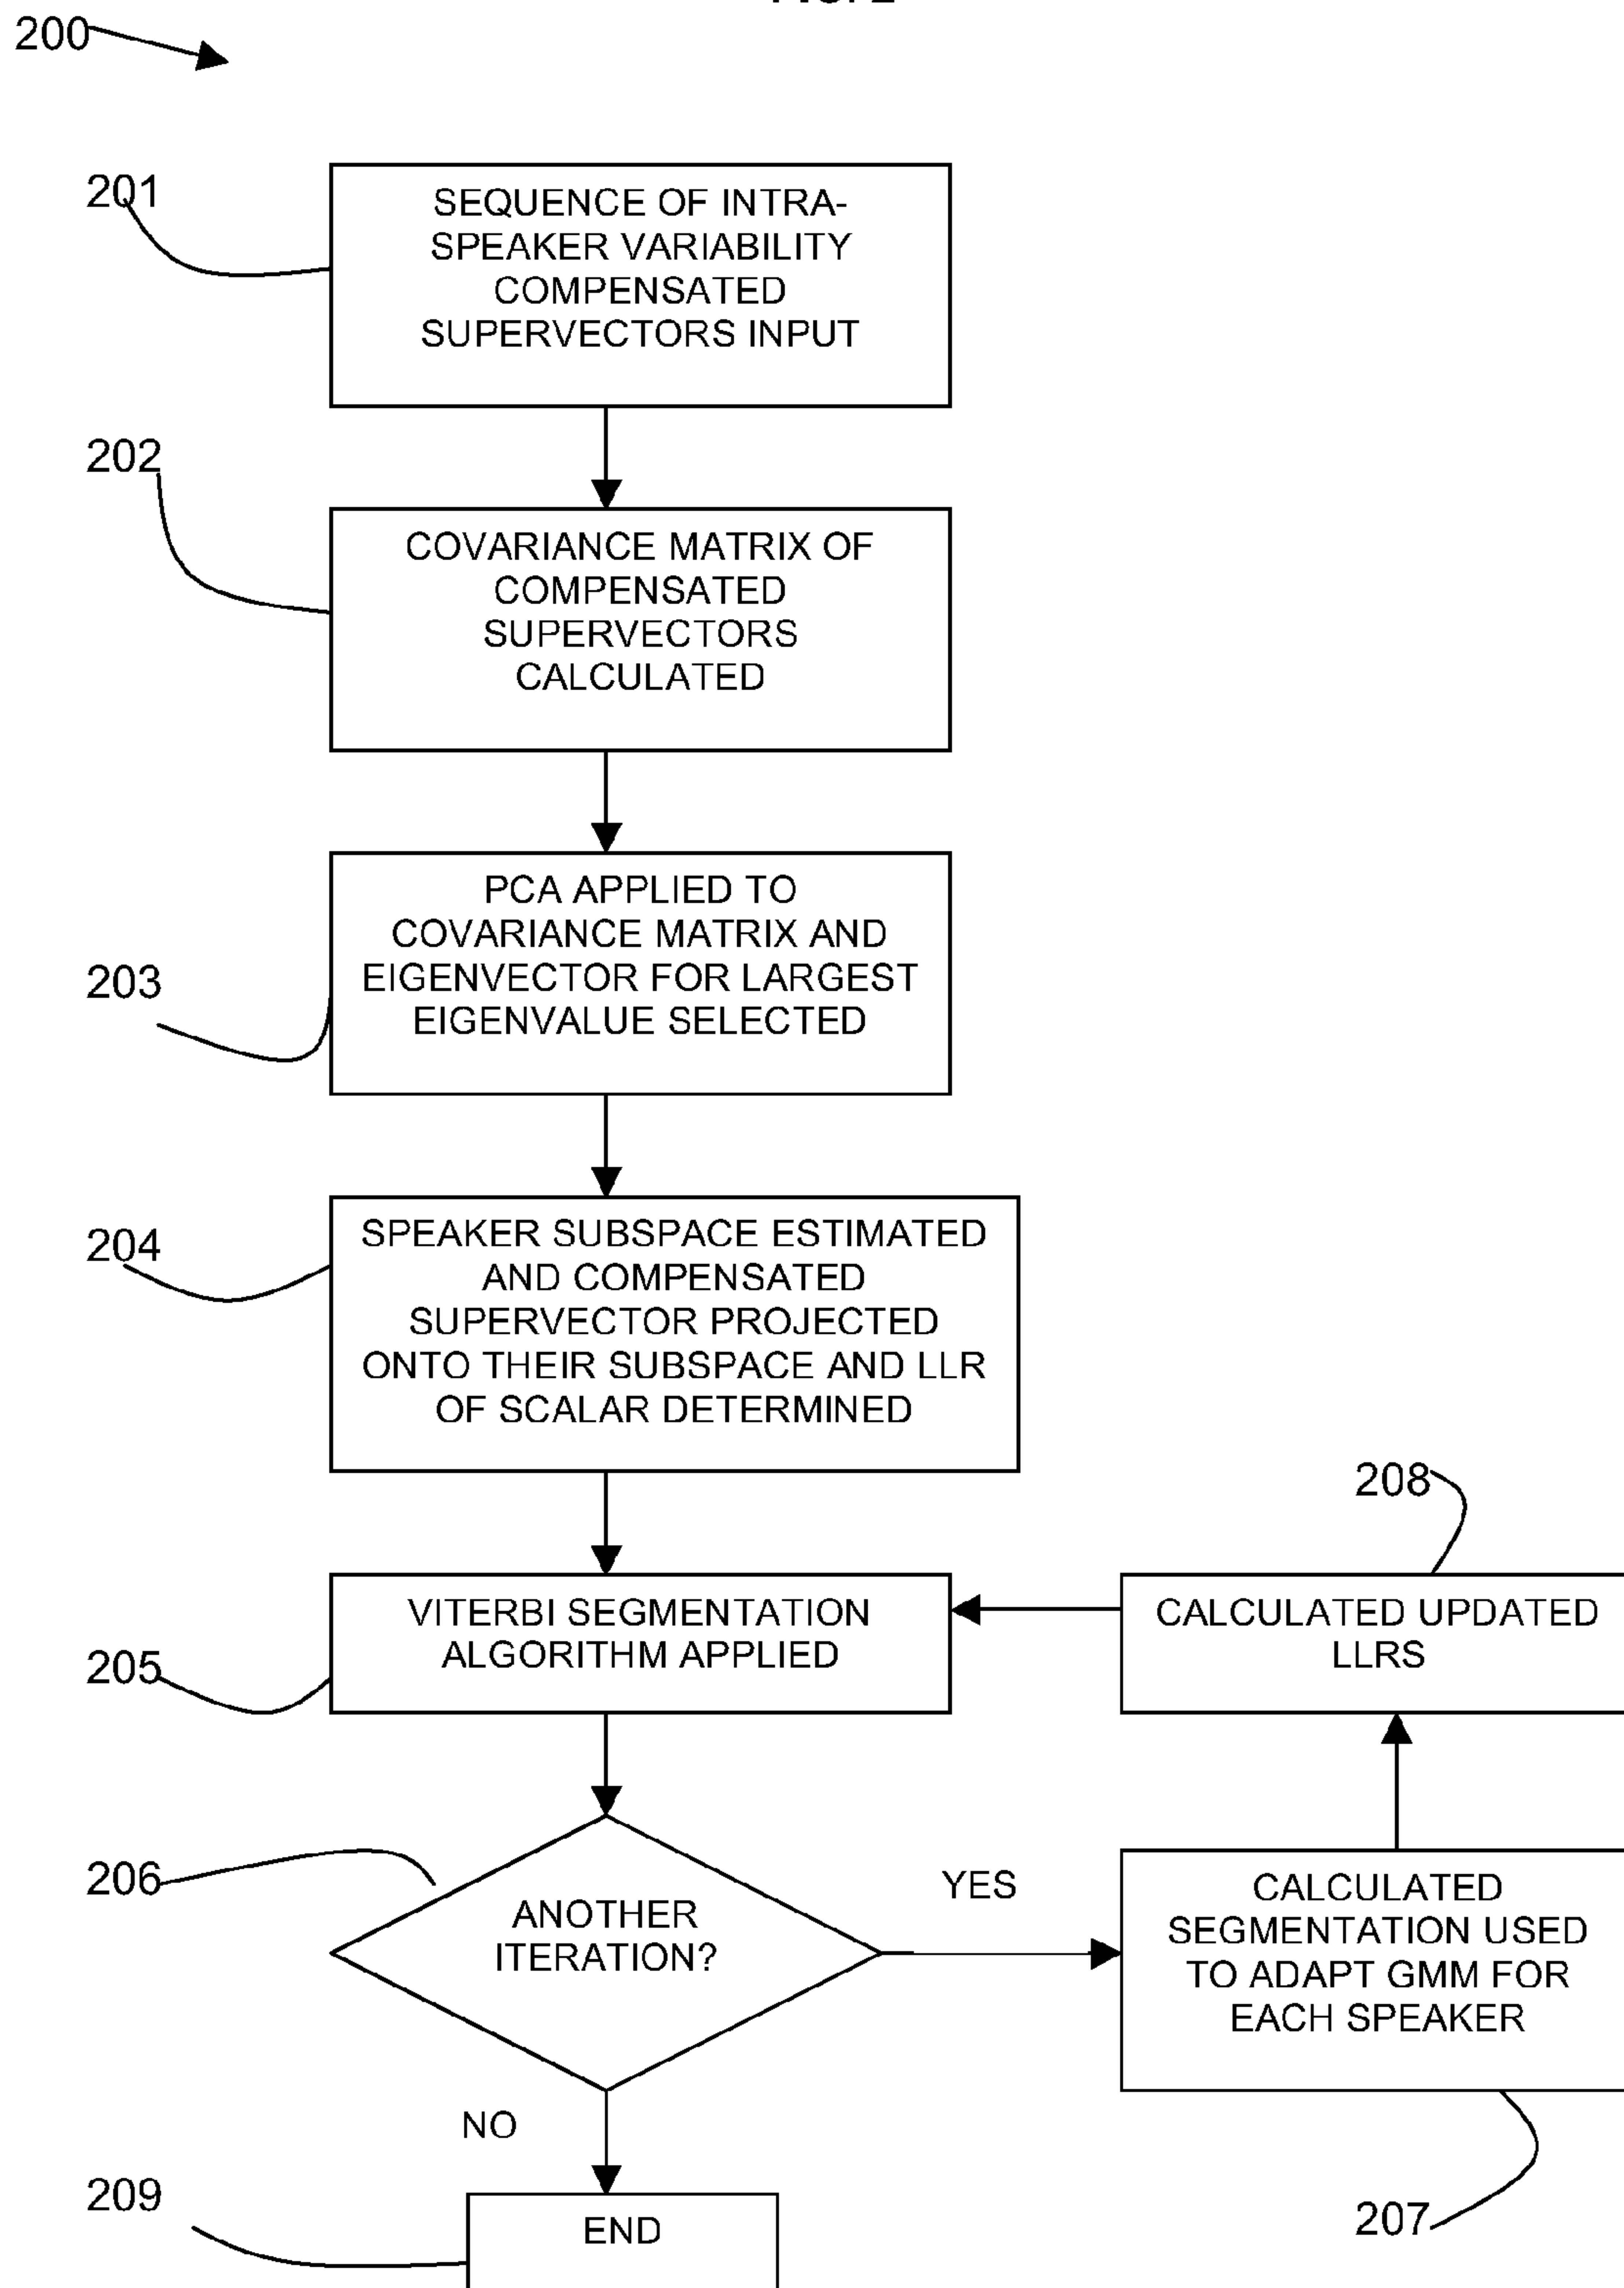 200
201
SEQUENCE OF INTRA-
SPEAKER VARIABILITY
COMPENSATED
SUPERVECTORS INPUT
202
COVARIANCE MATRIX OF
COMPENSATED
SUPERVECTORS
CALCULATED
203
PCA APPLIED TO
COVARIANCE MATRIX AND
EIGENVECTOR FOR LARGEST
EIGENVALUE SELECTED
204
SPEAKER SUBSPACE ESTIMATED
AND COMPENSATED
SUPERVECTOR PROJECTED
ONTO THEIR SUBSPACE AND LLR
OF SCALAR DETERMINED
205
VITERBI SEGMENTATION
ALGORITHM APPLIED
208
CALCULATED UPDATED
LLRS
206
ANOTHER
ITERATION?
YES
CALCULATED
SEGMENTATION USED
TO ADAPT GMM FOR
EACH SPEAKER
207
NO
209
END